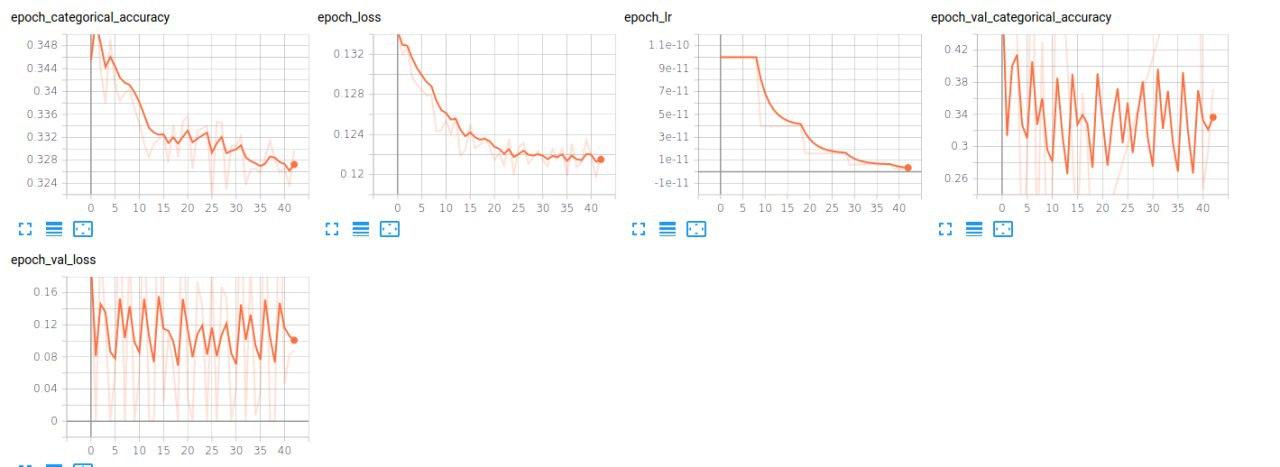 epoch_categorical_accuracy
0.348
0.344
0.34
0.336
0.332
0.328
0.324
0 5 10 15 20 25 30 35 40
epoch_loss
0.132
0.128
0.124
0.12
0 5 10 15 20 25 30 35 40
epoch_lr
1.1e-10
9e-11
7e-11
5e-11
3e-11
1e-11
-1e-11
0 5 10 15 20 25 30 35 40
epoch_val_categorical_accuracy
0.42
0.38
0.34
0.3
0.26
0 5 10 15 20 25 30 35 40
epoch_val_loss
0.16
0.12
0.08
0.04
0
0 5 10 15 20 25 30 35 40